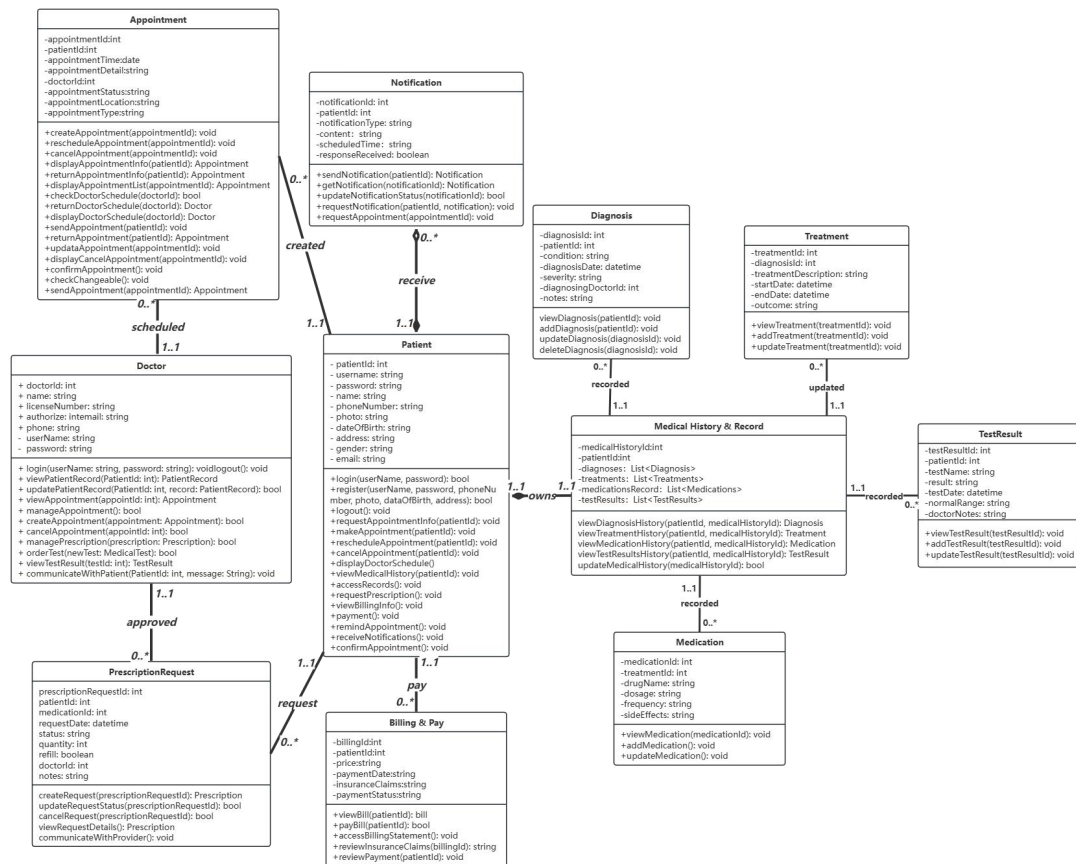 Appointment
-appointmentId:int
-patientId:int
-appointmentTime:date
-appointmentDetail:string
-doctorId:int
-appointmentStatus:string
-appointmentLocation:string
-appointmentType:string
+createAppointment(appointmentId): void
+rescheduleAppointment(appointmentId): void
+cancelAppointment(appointmentId): void
+displayAppointmentInfo(patientId): Appointment
+returnAppointmentInfo(patientId): Appointment
+displayAppointmentList(appointmentId): Appointment
+checkDoctorSchedule(doctorId): bool
+returnDoctorSchedule(doctorId): Doctor
+displayDoctorSchedule(doctorId): Doctor
+sendAppointment(patientId): void
+returnAppointment(patientId): Appointment
+updataAppointment(appointmentId): void
+displayCancelAppointment(appointmentId): void
+confirmAppointment(): void
+checkChangeable(): void
+sendAppointment(appointmentId): Appointment
0..*
scheduled
1..1
0..*
created
1..1
Notification
-notificationId: int
-patientId: int
-notificationType: string
-content: string
-scheduledTime: string
-responseReceived: boolean
+sendNotification(patientId): Notification
+getNotification(notificationId): Notification
+updateNotificationStatus(notificationId): bool
+requestNotification(patientId, notification): void
+requestAppointment(appointmentId): void
0..*
receive
1..1
Diagnosis
-diagnosisId: int
-patientId: int
-condition: string
-diagnosisDate: datetime
-severity: string
-diagnosingDoctorId: int
-notes: string
viewDiagnosis(patientId): void
addDiagnosis(patientId): void
updateDiagnosis(diagnosisId): void
deleteDiagnosis(diagnosisId): void
0..*
recorded
1..1
Treatment
-treatmentId: int
-diagnosisId: int
-treatmentDescription: string
-startDate: datetime
-endDate: datetime
-outcome: string
+viewTreatment(treatmentId): void
+addTreatment(treatmentId): void
+updateTreatment(treatmentId): void
0..*
updated
1..1
Doctor
+ doctorId: int
+ name: string
+ licenseNumber: string
+ authorize: intemail: string
+ phone: string
- userName: string
- password: string
+ login(userName: string, password: string): voidlogout(): void
+ viewPatientRecord(PatientId: int): PatientRecord
+ updatePatientRecord(PatientId: int, record: PatientRecord): bool
+ viewAppointment(appointId: int): Appointment
+ manageAppointment(): bool
+ createAppointment(appointment: Appointment): bool
+ cancelAppointment(appointId: int): bool
+ managePrescription(prescription: Prescription): bool
+ orderTest(newTest: MedicalTest): bool
+ viewTestResult(testId: int): TestResult
+ communicateWithPatient(PatientId: int, message: String): void
1..1
approved
0..*
Patient
- patientId: int
- username: string
- password: string
- name: string
- phoneNumber: string
- photo: string
- dateOfBirth: string
- address: string
- gender: string
- email: string
+login(username, password): bool
+register(userName, password, phoneNu
mber, photo, dataOfBirth, address): bool
+logout(): void
+requestAppointmentInfo(patientId): void
+makeAppointment(patientId): void
+rescheduleAppointment(patientId): void
+cancelAppointment(patientId): void
+displayDoctorSchedule()
+viewMedicalHistory(patientId): void
+accessRecords(): void
+requestPrescription(): void
+viewBillingInfo(): void
+payment(): void
+remindAppointment(): void
+receiveNotifications(): void
+confirmAppointment(): void
1..1
owns
1..1
Medical History & Record
-medicalHistoryId:int
-patientId:int
-diagnoses: List<Diagnosis>
-treatments: List<Treatments>
-medicationsRecord: List<Medications>
-testResults: List<TestResults>
viewDiagnosisHistory(patientId, medicalHistoryId): Diagnosis
viewTreatmentHistory(patientId, medicalHistoryId): Treatment
viewMedicationHistory(patientId, medicalHistoryId): Medication
viewTestResultsHistory(patientId, medicalHistoryId): TestResult
updateMedicalHistory(medicalHistoryId): bool
1..1
recorded
0..*
TestResult
-testResultId: int
-patientId: int
-testName: string
-result: string
-testDate: datetime
-normalRange: string
-doctorNotes: string
+viewTestResult(testResultId): void
+addTestResult(testResultId): void
+updateTestResult(testResultId): void
1..1
recorded
0..*
Medication
-medicationId: int
-treatmentId: int
-drugName: string
-dosage: string
-frequency: string
-sideEffects: string
+viewMedication(medicationId): void
+addMedication(): void
+updateMedication(): void
PrescriptionRequest
prescriptionRequestId: int
patientId: int
medicationId: int
requestDate: datetime
status: string
quantity: int
refill: boolean
doctorId: int
notes: string
createRequest(prescriptionRequestId): Prescription
updateRequestStatus(prescriptionRequestId): bool
cancelRequest(prescriptionRequestId): bool
viewRequestDetails(): Prescription
communicateWithProvider(): void
1..1
request
0..*
1..1
pay
0..*
Billing & Pay
-billingId:int
-patientId:int
-price:string
-paymentDate:string
-insuranceClaims:string
-paymentStatus:string
+viewBill(patientId): bill
+payBill(patientId): bool
+accessBillingStatement(): void
+reviewInsuranceClaims(billingId): string
+reviewPayment(patientId): void